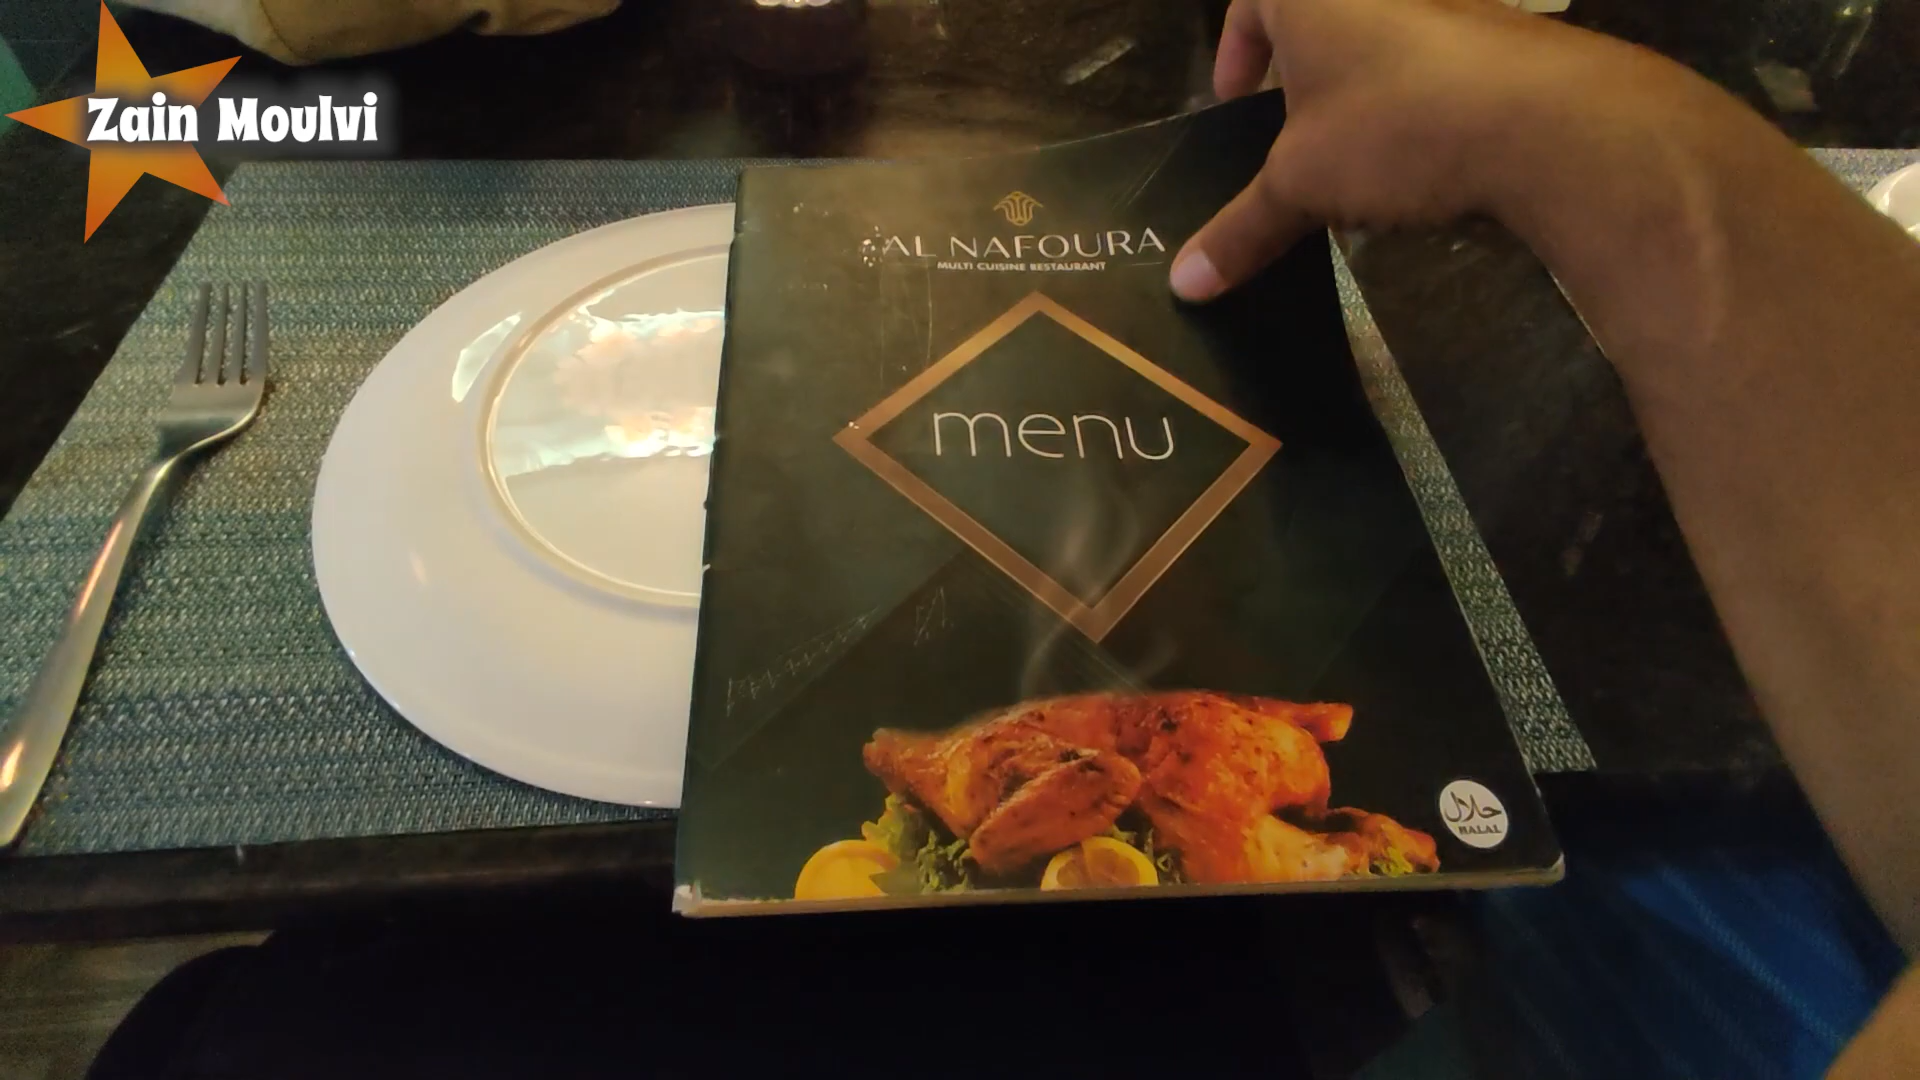 Zain Moulvi
AL NAFOURA
MULTI CUISINE RESTAURANT
menu
حلال
HALAL